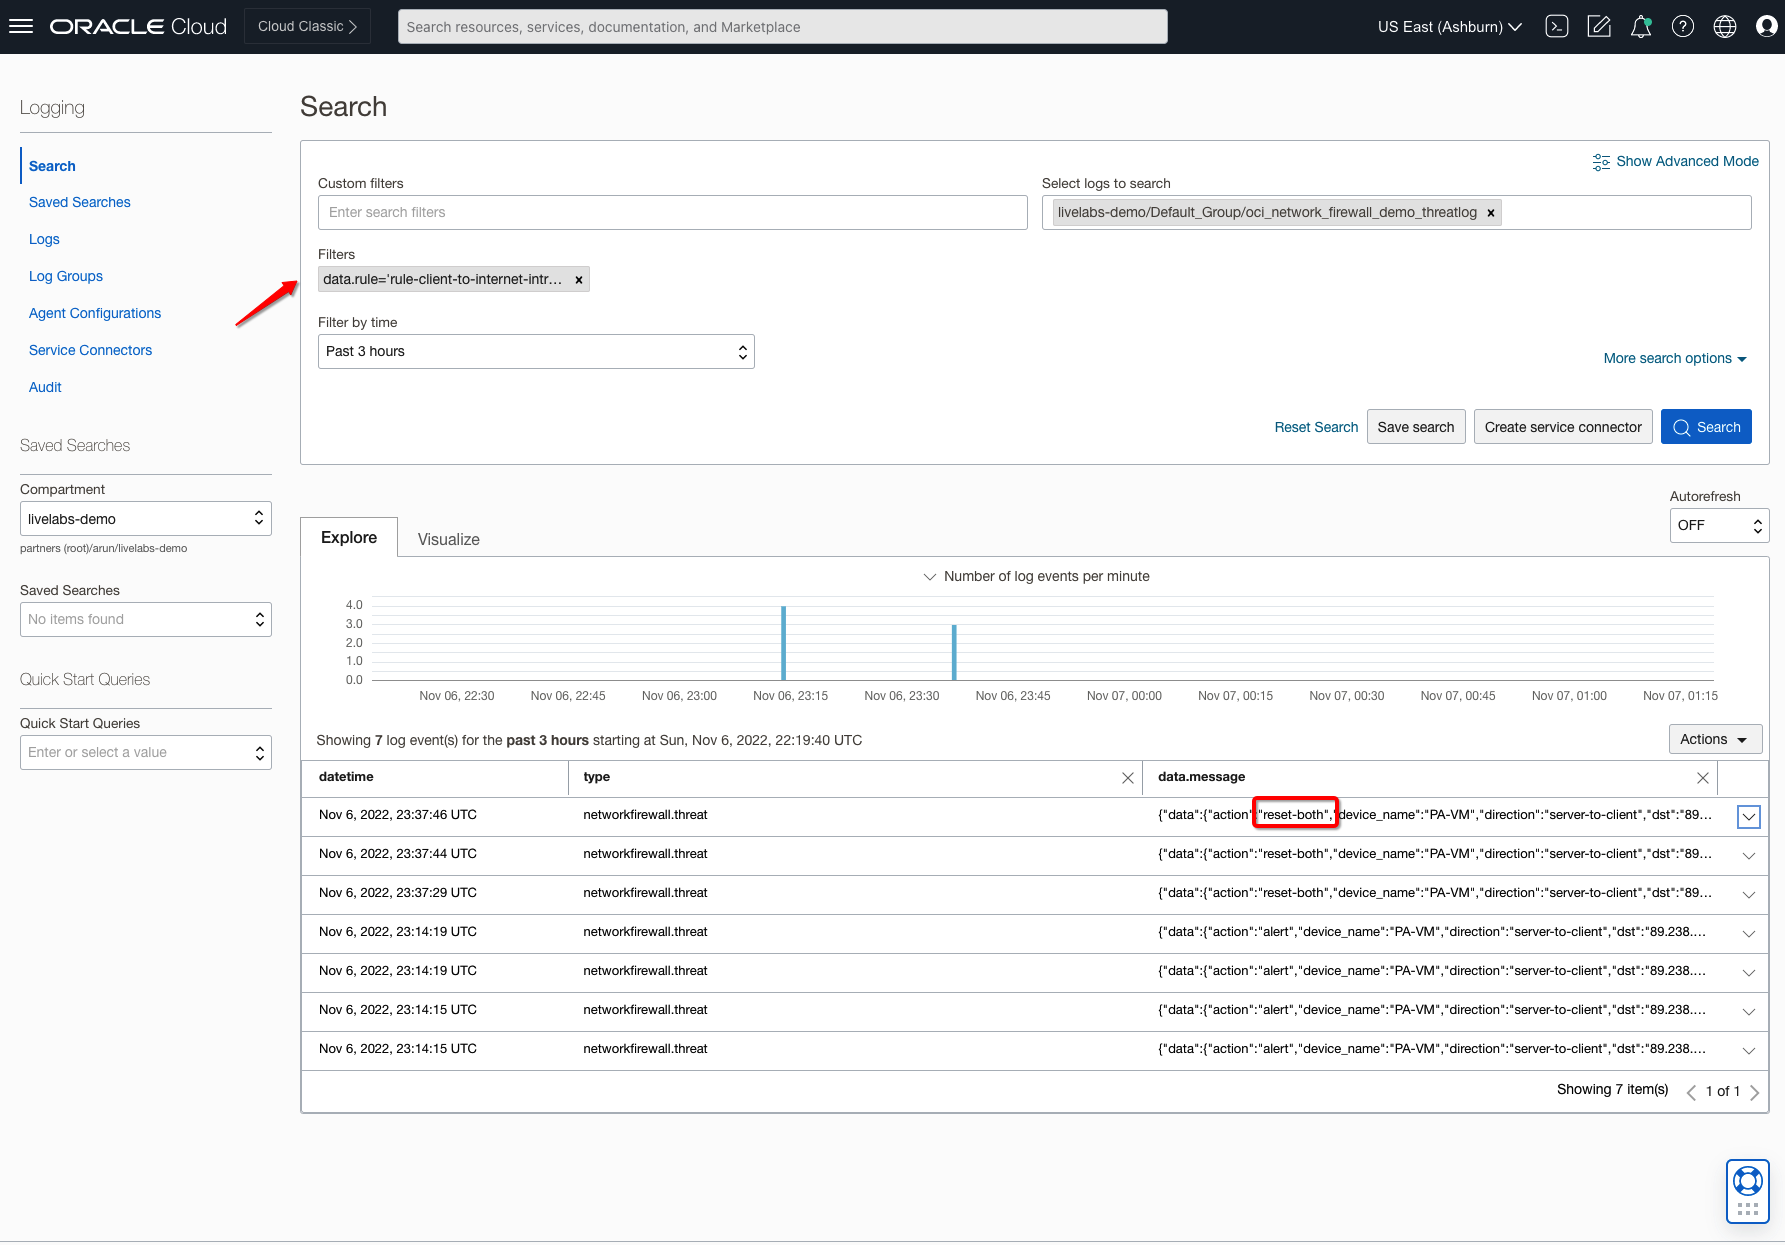 ORACLE Cloud
Cloud Classic
Search resources, services, documentation, and Marketplace
US East (Ashburn)
Logging
Search
Saved Searches
Logs
Log Groups
Agent Configurations
Service Connectors
Audit
Saved Searches
Compartment
livelabs-demo
partners (root)/arun/livelabs-demo
Saved Searches
No items found
Quick Start Queries
Quick Start Queries
Enter or select a value
Search
Show Advanced Mode
Custom filters
Enter search filters
Select logs to search
livelabs-demo/Default_Group/oci_network_firewall_demo_threatlog ×
Filters
data.rule='rule-client-to-internet-intr... ×
Filter by time
Past 3 hours
More search options
Reset Search
Save search
Create service connector
Search
Autorefresh
OFF
Explore
Visualize
Number of log events per minute
4.0
3.0
2.0
1.0
0.0
Nov 06, 22:30 Nov 06, 22:45 Nov 06, 23:00 Nov 06, 23:15 Nov 06, 23:30 Nov 06, 23:45 Nov 07, 00:00 Nov 07, 00:15 Nov 07, 00:30 Nov 07, 00:45 Nov 07, 01:00 Nov 07, 01:15
Showing 7 log event(s) for the past 3 hours starting at Sun, Nov 6, 2022, 22:19:40 UTC
Actions
datetime type data.message
Nov 6, 2022, 23:37:46 UTC networkfirewall.threat {"data":{"action":"reset-both","device_name":"PA-VM","direction":"server-to-client","dst":"89...
Nov 6, 2022, 23:37:44 UTC networkfirewall.threat {"data":{"action":"reset-both","device_name":"PA-VM","direction":"server-to-client","dst":"89...
Nov 6, 2022, 23:37:29 UTC networkfirewall.threat {"data":{"action":"reset-both","device_name":"PA-VM","direction":"server-to-client","dst":"89...
Nov 6, 2022, 23:14:19 UTC networkfirewall.threat {"data":{"action":"alert","device_name":"PA-VM","direction":"server-to-client","dst":"89.238....
Nov 6, 2022, 23:14:19 UTC networkfirewall.threat {"data":{"action":"alert","device_name":"PA-VM","direction":"server-to-client","dst":"89.238....
Nov 6, 2022, 23:14:15 UTC networkfirewall.threat {"data":{"action":"alert","device_name":"PA-VM","direction":"server-to-client","dst":"89.238....
Nov 6, 2022, 23:14:15 UTC networkfirewall.threat {"data":{"action":"alert","device_name":"PA-VM","direction":"server-to-client","dst":"89.238....
Showing 7 item(s) 1 of 1